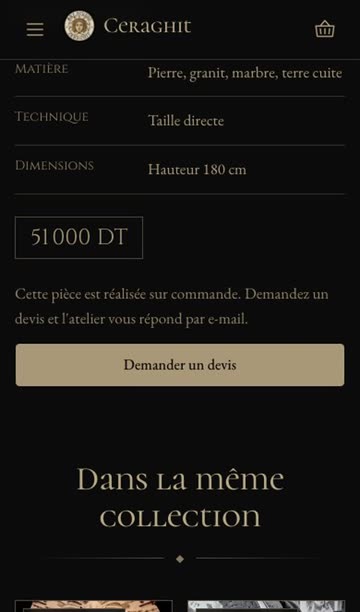 Ceraghit
Matière
Pierre, granit, marbre, terre cuite
Technique
Taille directe
Dimensions
Hauteur 180 cm
51 000 DT
Cette pièce est réalisée sur commande. Demandez un
devis et l'atelier vous répond par e-mail.
Demander un devis
Dans la même
collection